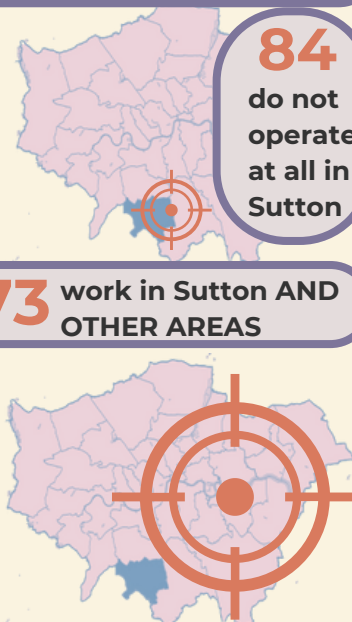 84
do not
operate
at all in
Sutton
73 work in Sutton AND
OTHER AREAS